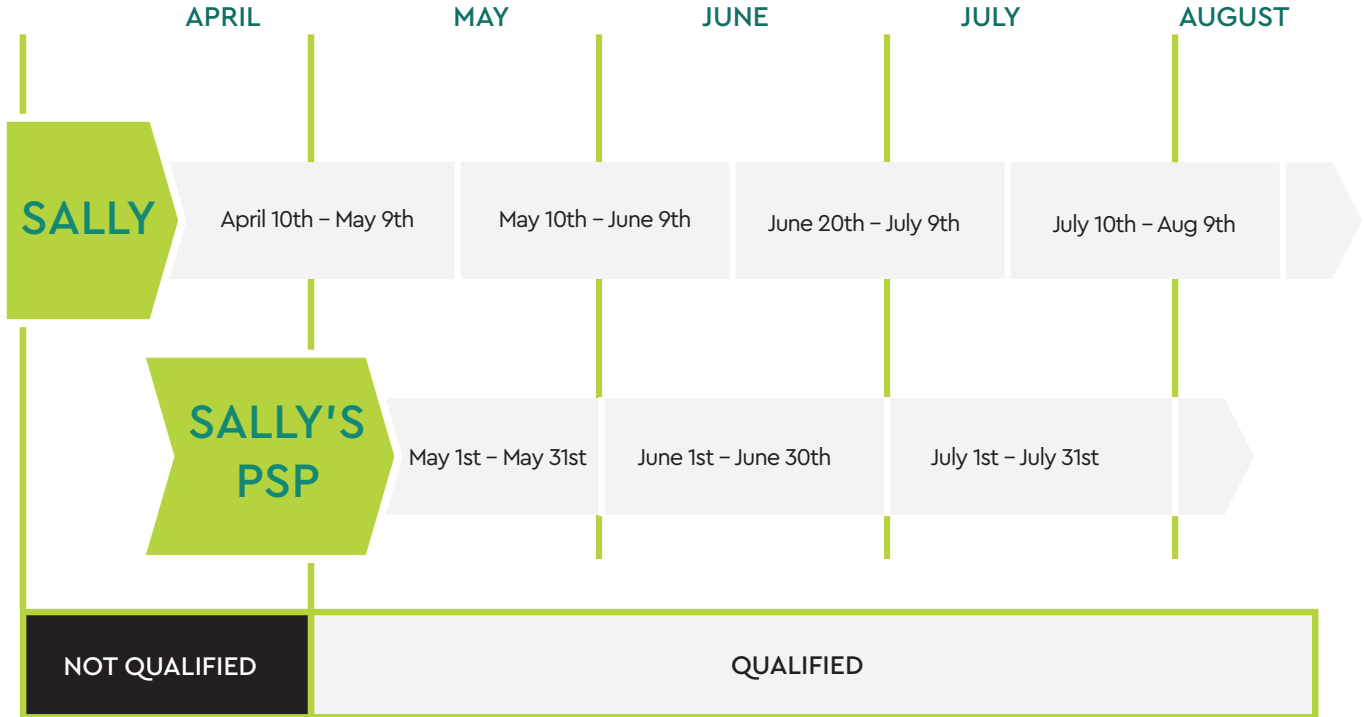 APRIL
MAY
JUNE
JULY
AUGUST
SALLY
April 10th – May 9th
May 10th – June 9th
June 20th – July 9th
July 10th – Aug 9th
SALLY'S
PSP
May 1st – May 31st
June 1st – June 30th
July 1st – July 31st
NOT QUALIFIED
QUALIFIED